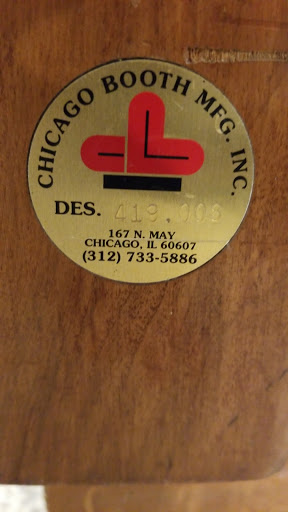 CHICAGO BOOTH MFG. INC.
DES. 419,006
167 N. MAY
CHICAGO, IL 60607
(312) 733-5886